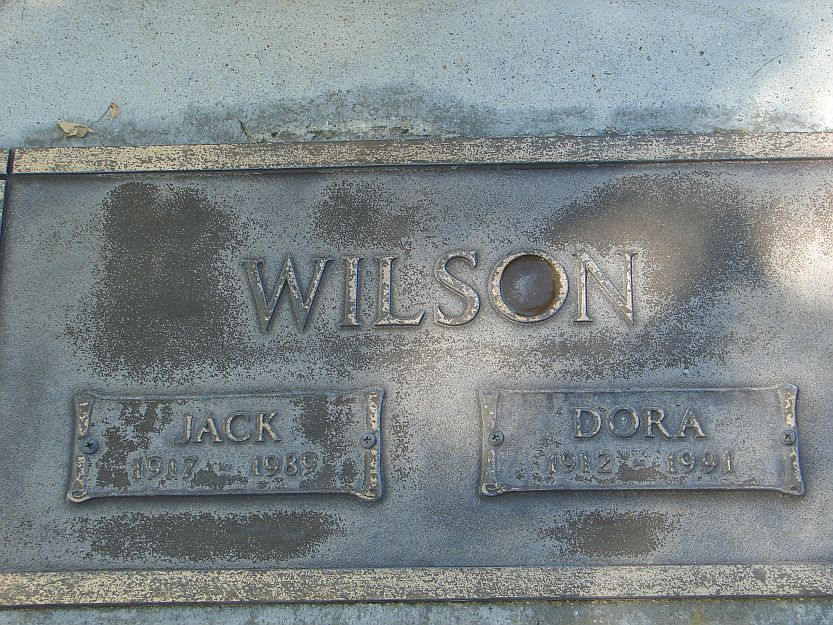 WILSON
JACK
1917 - 1989
DORA
1912 - 1991